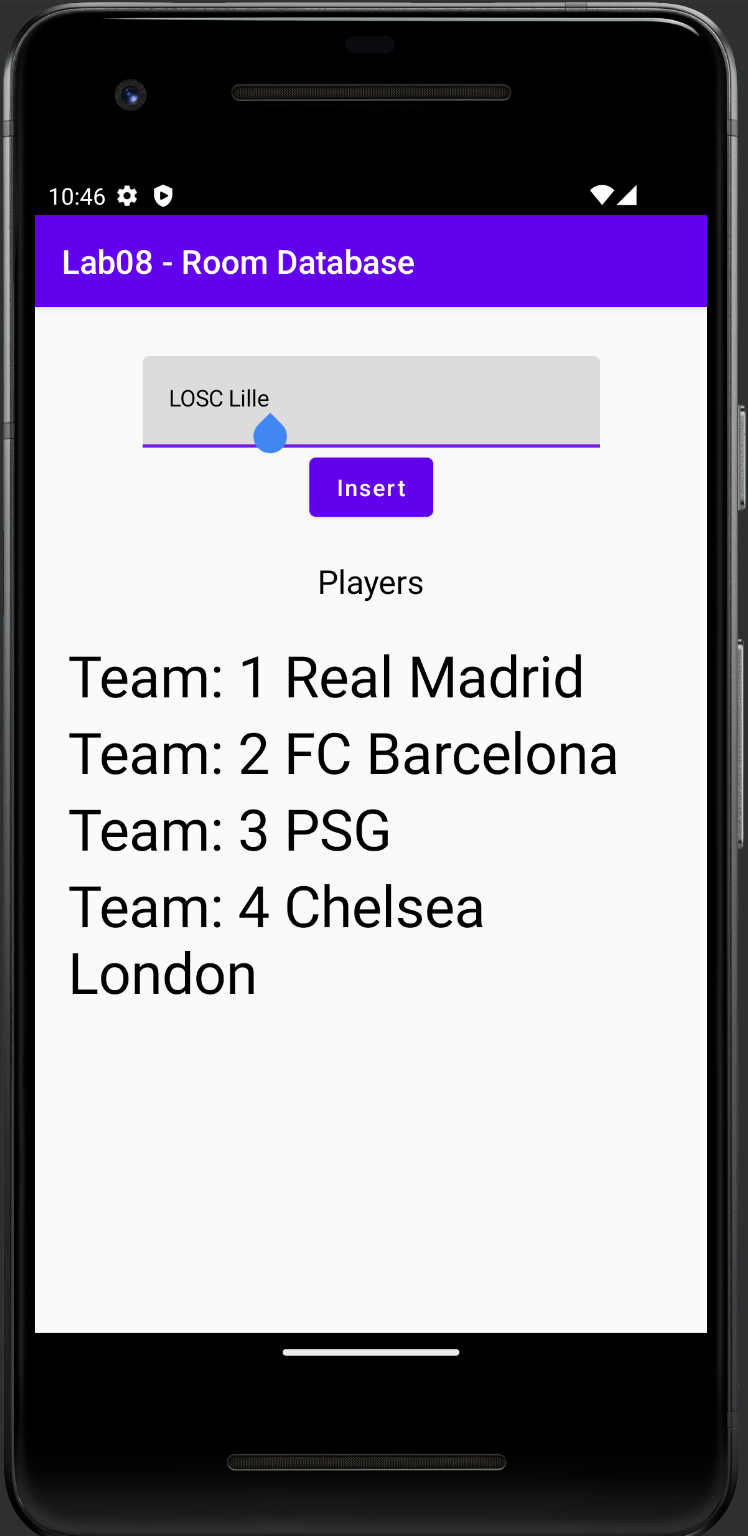 10:46
Lab08 - Room Database
LOSC Lille
Insert
Players
Team: 1 Real Madrid
Team: 2 FC Barcelona
Team: 3 PSG
Team: 4 Chelsea
London